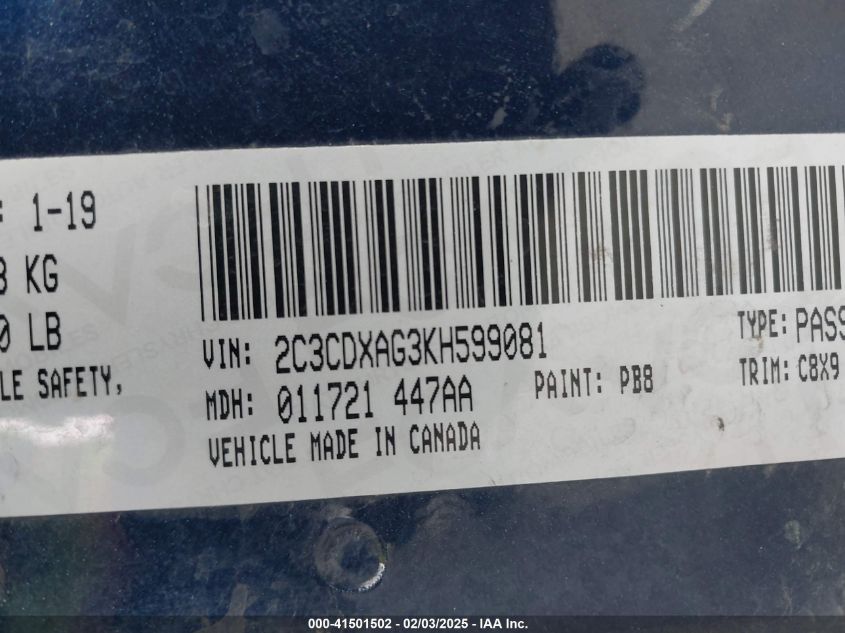 : 1-19
8 KG
0 LB
LE SAFETY,
VIN: 2C3CDXAG3KH599081
MDH: 011721 447AA
PAINT: PB8
VEHICLE MADE IN CANADA
TYPE: PASS
TRIM: C8X9
000-41501502 - 02/03/2025 - IAA Inc.